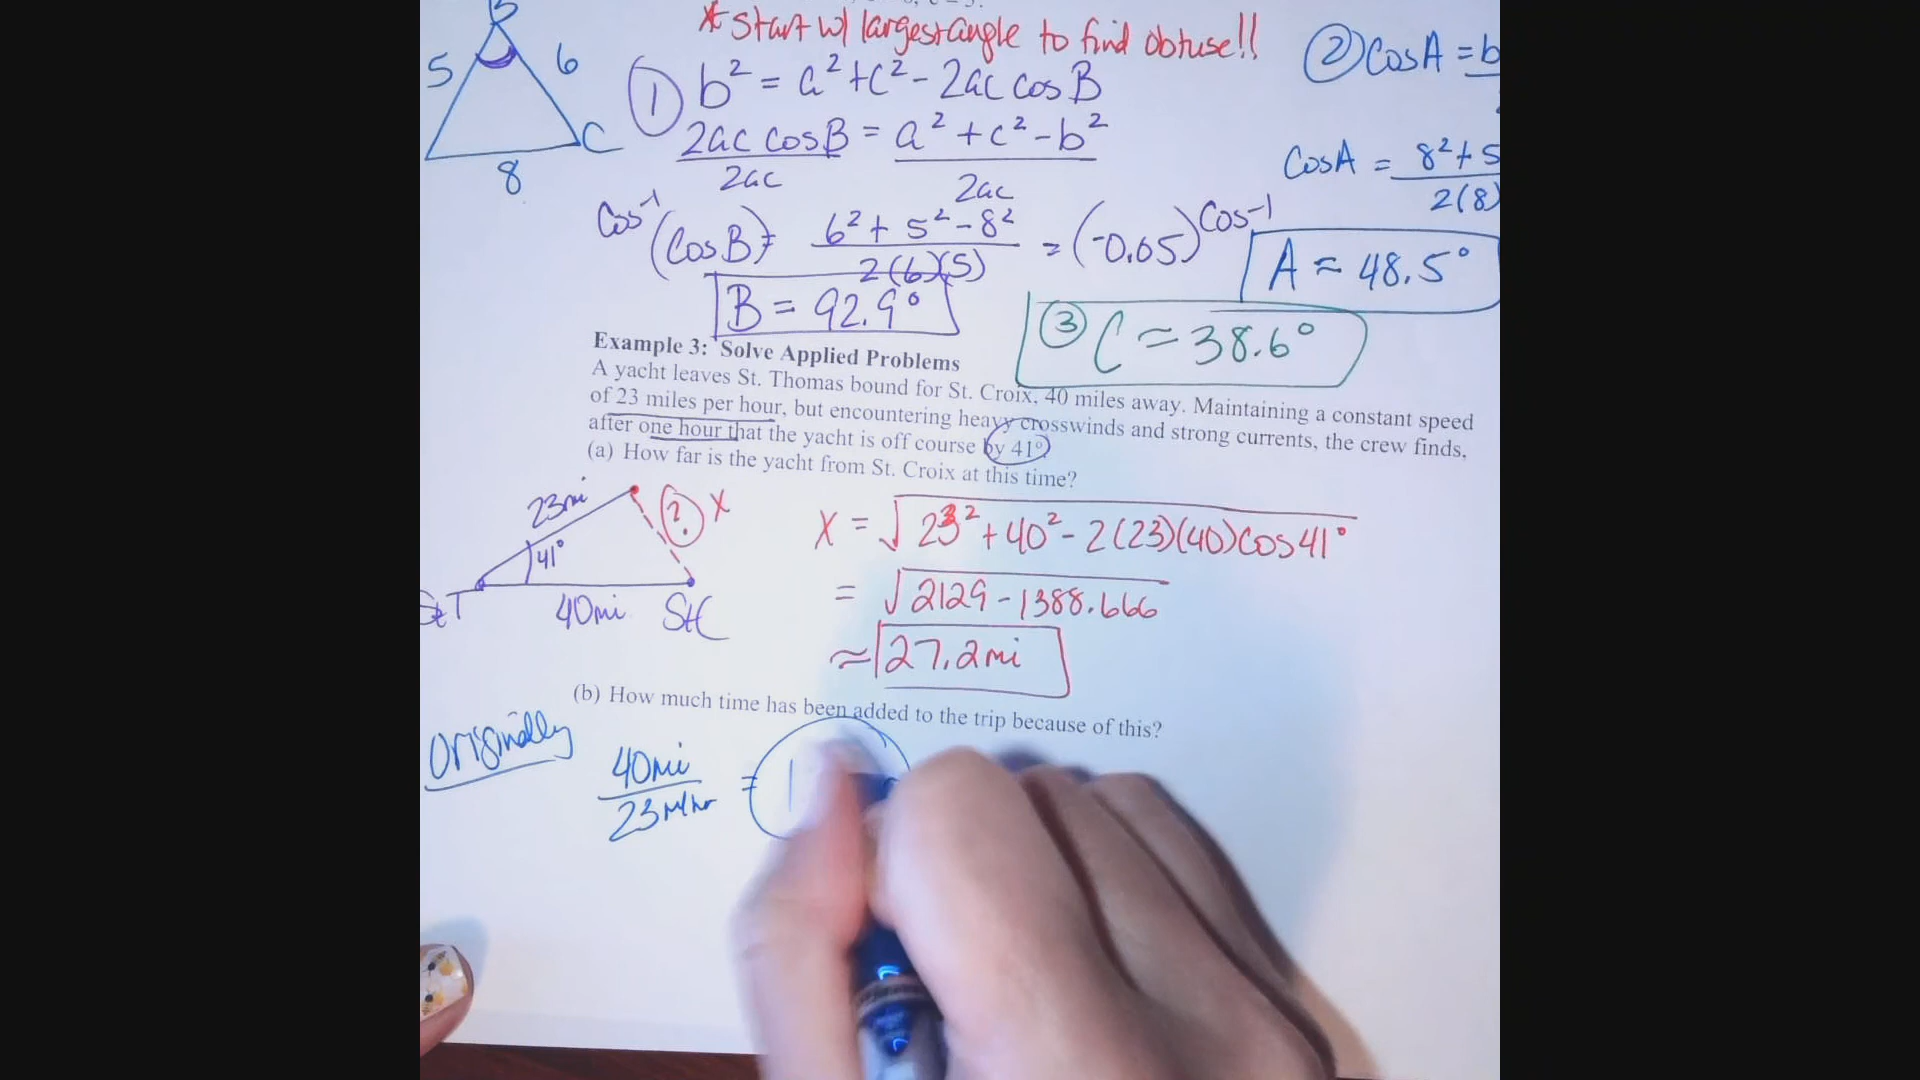 * start w/ largest angle to find obtuse!!
B
5
6
C
8
① b² = a² + c² - 2ac cos B
2ac cos B = a² + c² - b²
2ac
2ac
Cos⁻¹ (Cos B) = 6² + 5² - 8² = (-0.05) Cos⁻¹
2(6)(5)
B = 92.9°
② Cos A = b
Cos A = 8² + 5
2(8)
A ≈ 48.5°
③ C ≈ 38.6°
Example 3: Solve Applied Problems
A yacht leaves St. Thomas bound for St. Croix, 40 miles away. Maintaining a constant speed
of 23 miles per hour, but encountering heavy crosswinds and strong currents, the crew finds,
after one hour that the yacht is off course by 41°.
(a) How far is the yacht from St. Croix at this time?
23mi
? X
41°
StT
40mi
StC
X = √23² + 40² - 2(23)(40)cos 41°
= √2129 - 1388.666
≈ 27.2mi
(b) How much time has been added to the trip because of this?
Originally
40mi
23mi/hr
= 1